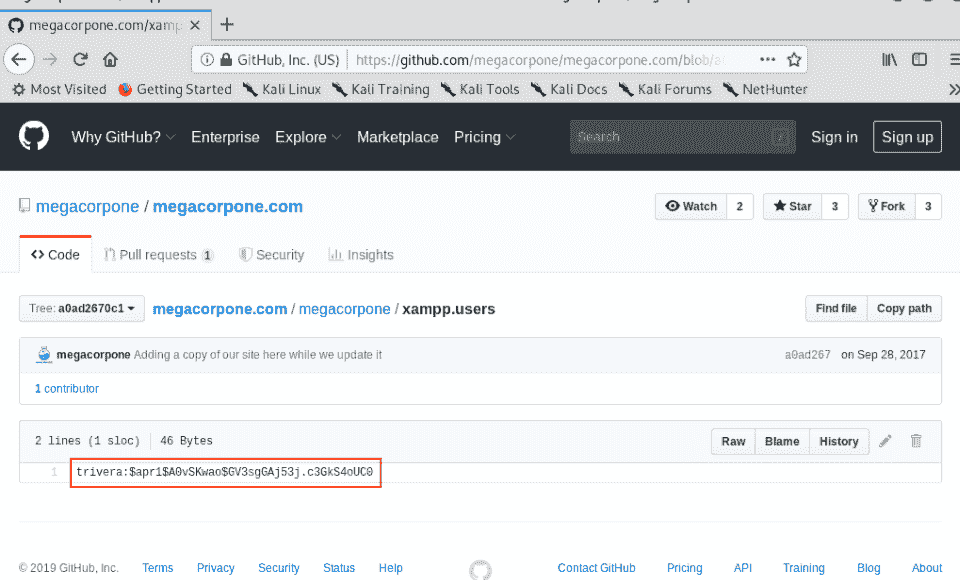 megacorpone.com/xamp
GitHub, Inc. (US) https://github.com/megacorpone/megacorpone.com/blob/a
Most Visited Getting Started Kali Linux Kali Training Kali Tools Kali Docs Kali Forums NetHunter
Why GitHub? Enterprise Explore Marketplace Pricing Search / Sign in Sign up
megacorpone / megacorpone.com Watch 2 Star 3 Fork 3
Code Pull requests 1 Security Insights
Tree: a0ad2670c1 megacorpone.com / megacorpone / xampp.users Find file Copy path
megacorpone Adding a copy of our site here while we update it a0ad267 on Sep 28, 2017
1 contributor
2 lines (1 sloc) 46 Bytes Raw Blame History
1 trivera:$apr1$A0vSKwao$GV3sgGAj53j.c3GkS4oUC0
© 2019 GitHub, Inc. Terms Privacy Security Status Help Contact GitHub Pricing API Training Blog About